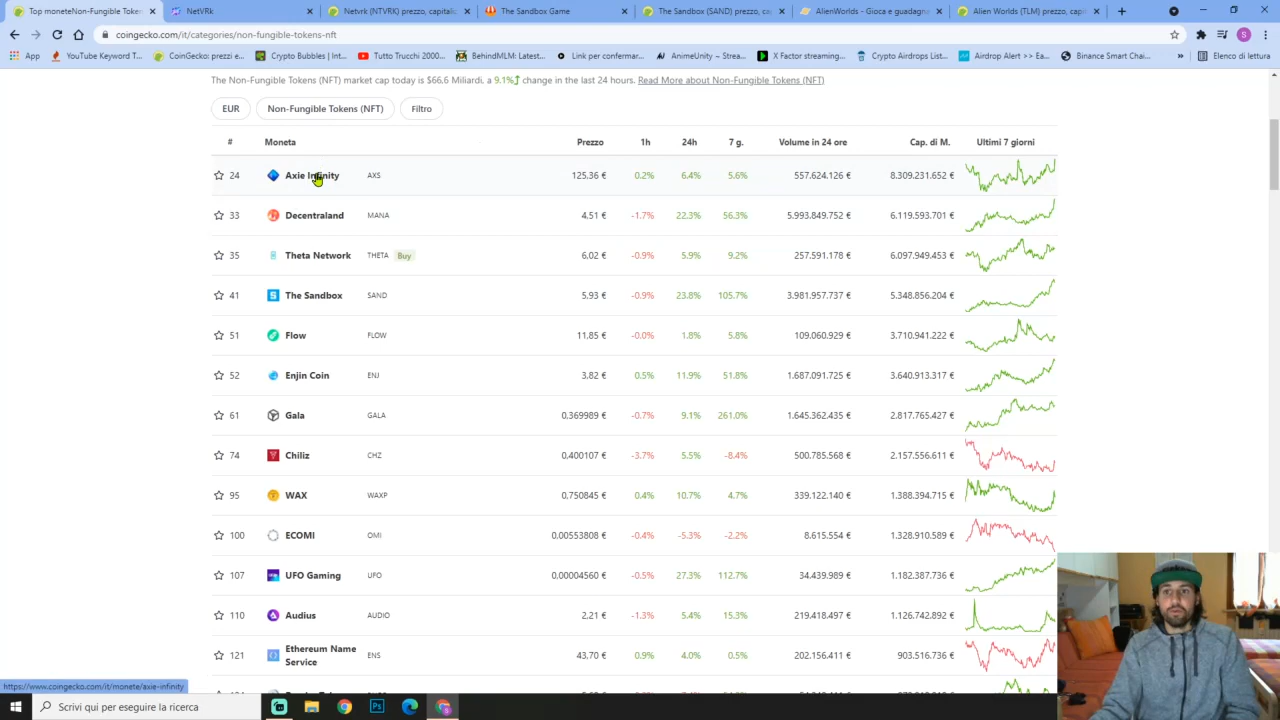 Top monete Non-Fungible Tok
NetVRk
NetVRk (NTVRK) prezzo, capitaliz
The Sandbox Game
The Sandbox (SAND) prezzo, ca
AlienWorlds - Gioca e guadagna
coingecko.com/it/categories/non-fungible-tokens-nft
App
CoinGecko: prezzi e...
Crypto Bubbles | Int...
Tutto Trucchi 2000...
BehindMLM: Latest...
Link per confermar...
AnimeUnity ~ Strea...
X Factor streaming...
Crypto Airdrops List...
Airdrop Alert >> Ea...
Binance Smart Chai...
»
Elenco di lettura
The Non-Fungible Tokens (NFT) market cap today is $66.6 Miliardi. a 9.1% change in the last 24 hours. Read More about Non-Fungible Tokens (NFT)
EUR Non-Fungible Tokens (NFT) Filtro
# Moneta Prezzo 1h 24h 7 g. Volume in 24 ore Cap. di M. Ultimi 7 giorni
24 Axie Infinity AXS 125,36 € 0.2% 6.4% 5.6% 557.624.126 € 8.309.231.652 €
33 Decentraland MANA 4,51 € -1.7% 22.3% 56.3% 5.993.849.752 € 6.119.593.701 €
35 Theta Network THETA Buy 6,02 € -0.9% 5.9% 9.2% 257.591.178 € 6.097.949.453 €
41 The Sandbox SAND 5,93 € -0.9% 23.8% 105.7% 3.981.957.737 € 5.348.856.204 €
51 Flow FLOW 11,85 € -0.0% 1.8% 5.8% 109.060.929 € 3.710.941.222 €
52 Enjin Coin ENJ 3,82 € 0.5% 11.9% 51.8% 1.687.091.725 € 3.640.913.317 €
61 Gala GALA 0,369989 € -0.7% 9.1% 261.0% 1.645.362.435 € 2.817.765.427 €
74 Chiliz CHZ 0,400107 € -3.7% 5.5% -8.4% 500.785.568 € 2.157.556.611 €
95 WAX WAXP 0,750845 € 0.4% 10.7% 4.7% 339.122.140 € 1.388.394.715 €
100 ECOMI OMI 0,00553808 € -0.4% -5.3% -2.2% 8.615.554 € 1.328.910.589 €
107 UFO Gaming UFO 0,00004560 € -0.5% 27.3% 112.7% 34.439.989 € 1.182.387.736 €
110 Audius AUDIO 2,21 € -1.3% 5.4% 15.3% 219.418.497 € 1.126.742.892 €
121 Ethereum Name Service ENS 43,70 € 0.9% 4.0% 0.5% 202.156.411 € 903.516.736 €
https://www.coingecko.com/it/monete/axie-infinity
Scrivi qui per eseguire la ricerca